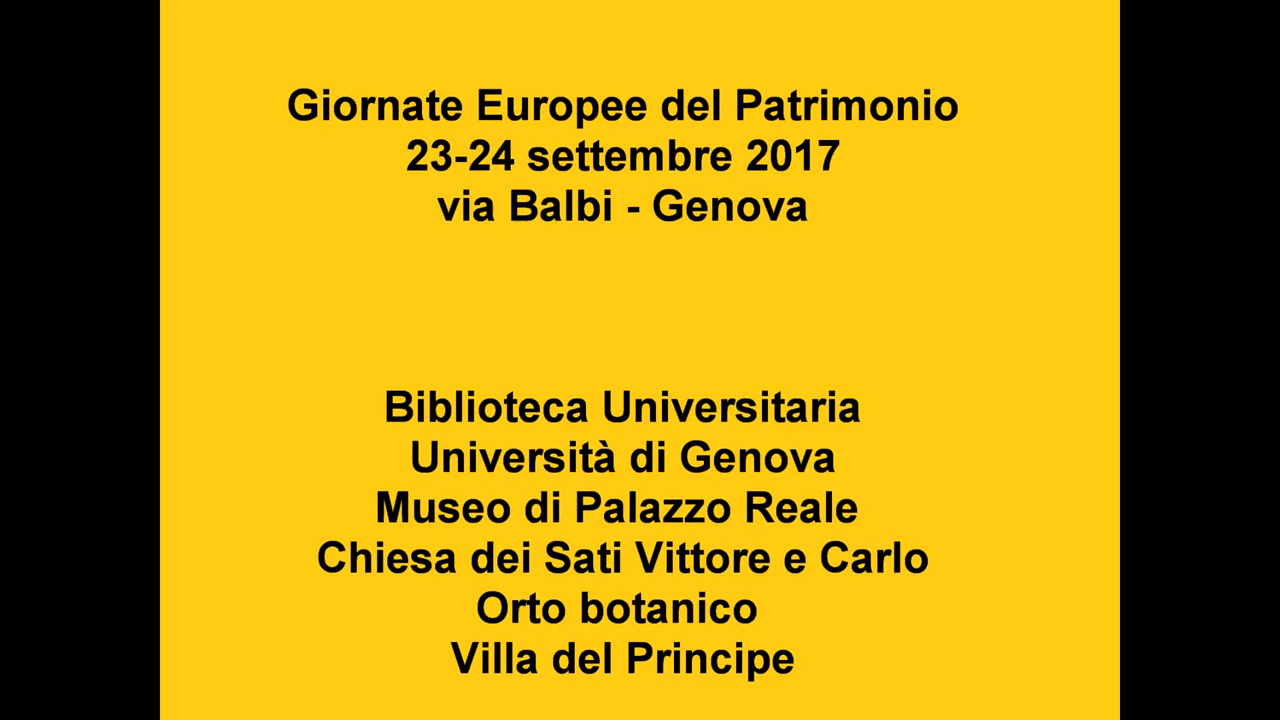 Giornate Europee del Patrimonio
23-24 settembre 2017
via Balbi - Genova
Biblioteca Universitaria
Università di Genova
Museo di Palazzo Reale
Chiesa dei Sati Vittore e Carlo
Orto botanico
Villa del Principe